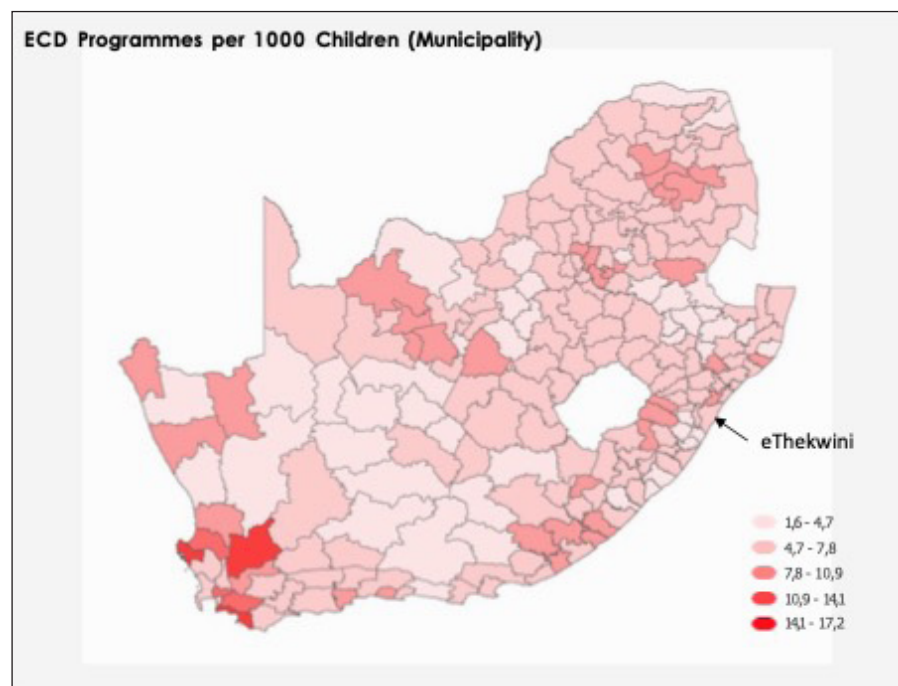 ECD Programmes per 1000 Children (Municipality)
eThekwini
1,6 - 4,7
4,7 - 7,8
7,8 - 10,9
10,9 - 14,1
14,1 - 17,2